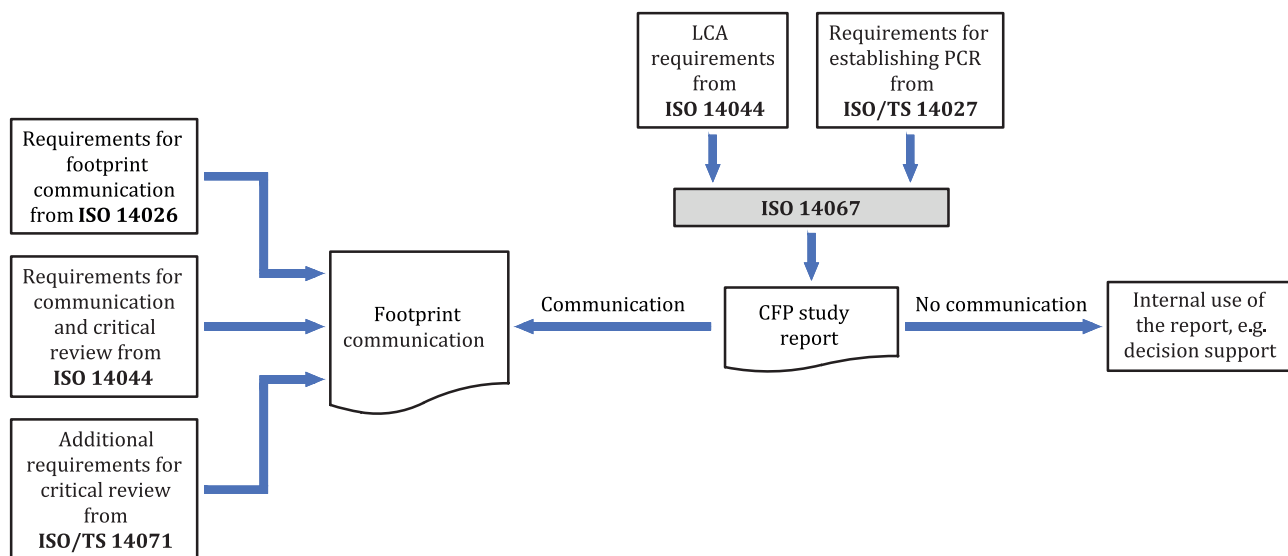 LCA
requirements
from
ISO 14044
Requirements for
establishing PCR
from
ISO/TS 14027
Requirements for
footprint
communication
from ISO 14026
ISO 14067
Requirements for
communication
and critical
review from
ISO 14044
Footprint
communication
Communication
CFP study
report
No communication
Internal use of
the report, e.g.
decision support
Additional
requirements for
critical review
from
ISO/TS 14071